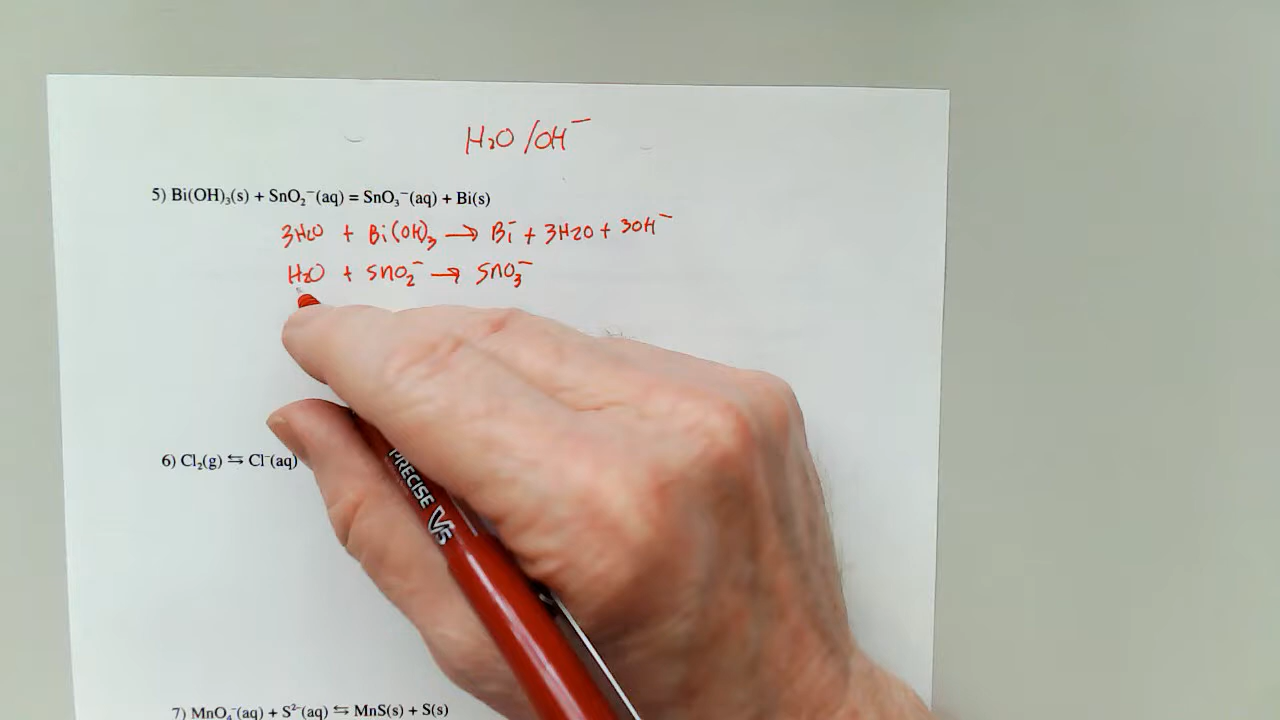 H₂O /OH⁻
5) Bi(OH)₃(s) + SnO₂⁻(aq) = SnO₃⁻(aq) + Bi(s)
3H₂O + Bi(OH)₃ → Bi⁻ + 3H2O + 3OH⁻
H₂O + SnO₂⁻ → SnO₃⁻
6) Cl₂(g) ⇆ Cl⁻(aq)
PRECISE V5
7) MnO₄⁻(aq) + S²⁻(aq) ⇆ MnS(s) + S(s)